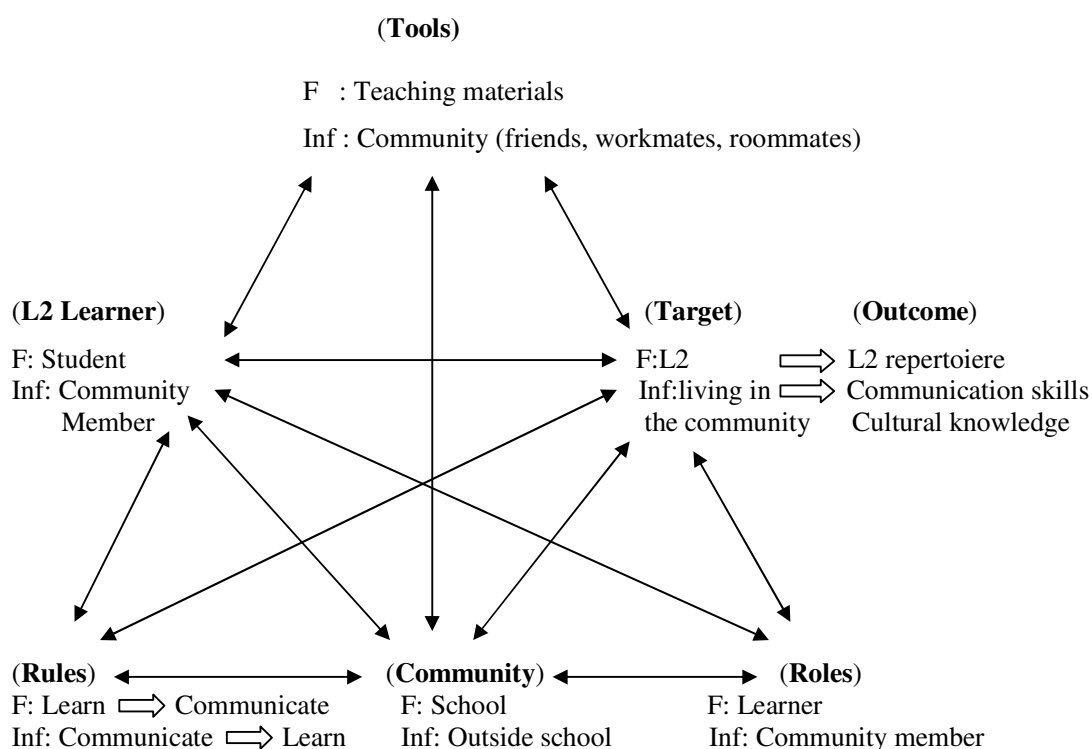 (Tools)
F : Teaching materials
Inf : Community (friends, workmates, roommates)
(L2 Learner)
F: Student
Inf: Community
Member
(Target)
F:L2
Inf:living in
the community
(Outcome)
L2 repertoiere
Communication skills
Cultural knowledge
(Rules)
F: Learn Communicate
Inf: Communicate Learn
(Community)
F: School
Inf: Outside school
(Roles)
F: Learner
Inf: Community member